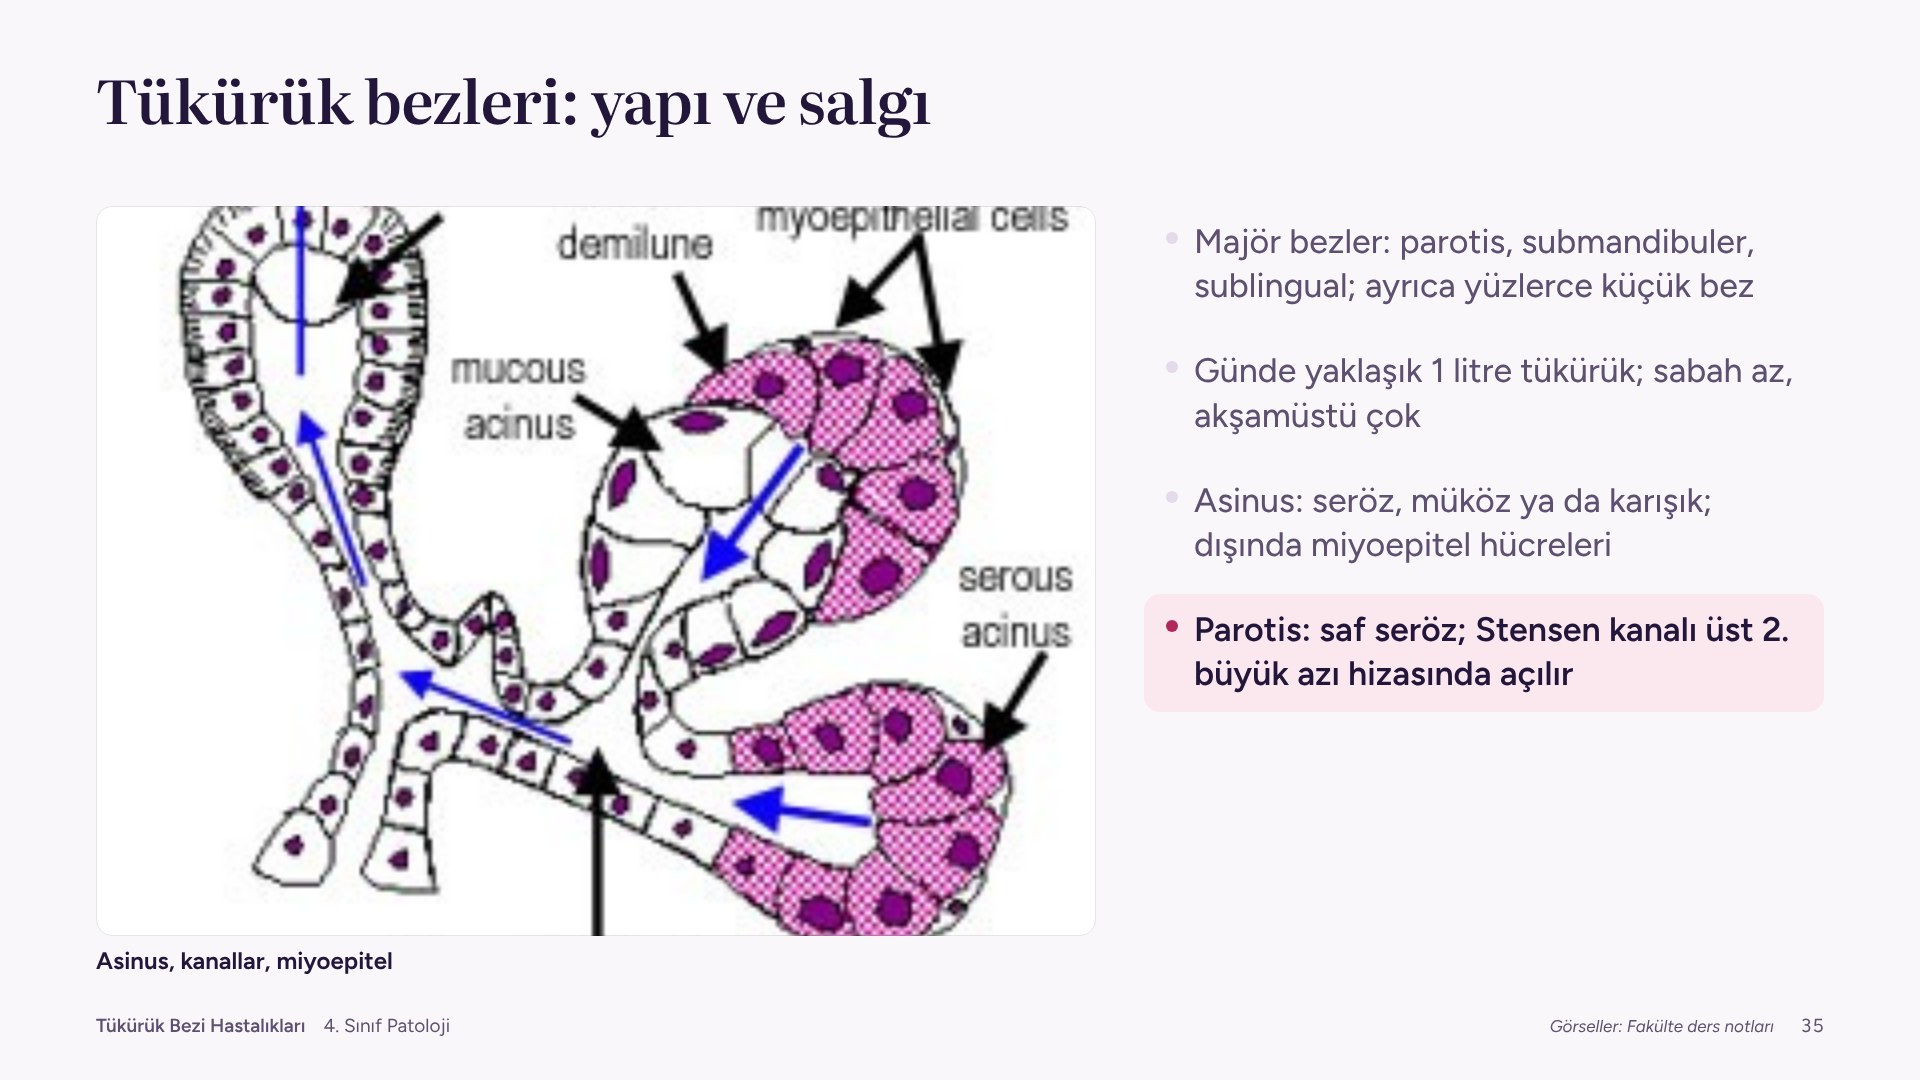 Tükürük bezleri: yapı ve salgı
myoepithelial cells
demilune
mucous
acinus
serous
acinus
Asinus, kanallar, miyoepitel
Majör bezler: parotis, submandibuler,
sublingual; ayrıca yüzlerce küçük bez
Günde yaklaşık 1 litre tükürük; sabah az,
akşamüstü çok
Asinus: seröz, müköz ya da karışık;
dışında miyoepitel hücreleri
Parotis: saf seröz; Stensen kanalı üst 2.
büyük azı hizasında açılır
Tükürük Bezi Hastalıkları 4. Sınıf Patoloji
Görseller: Fakülte ders notları 35